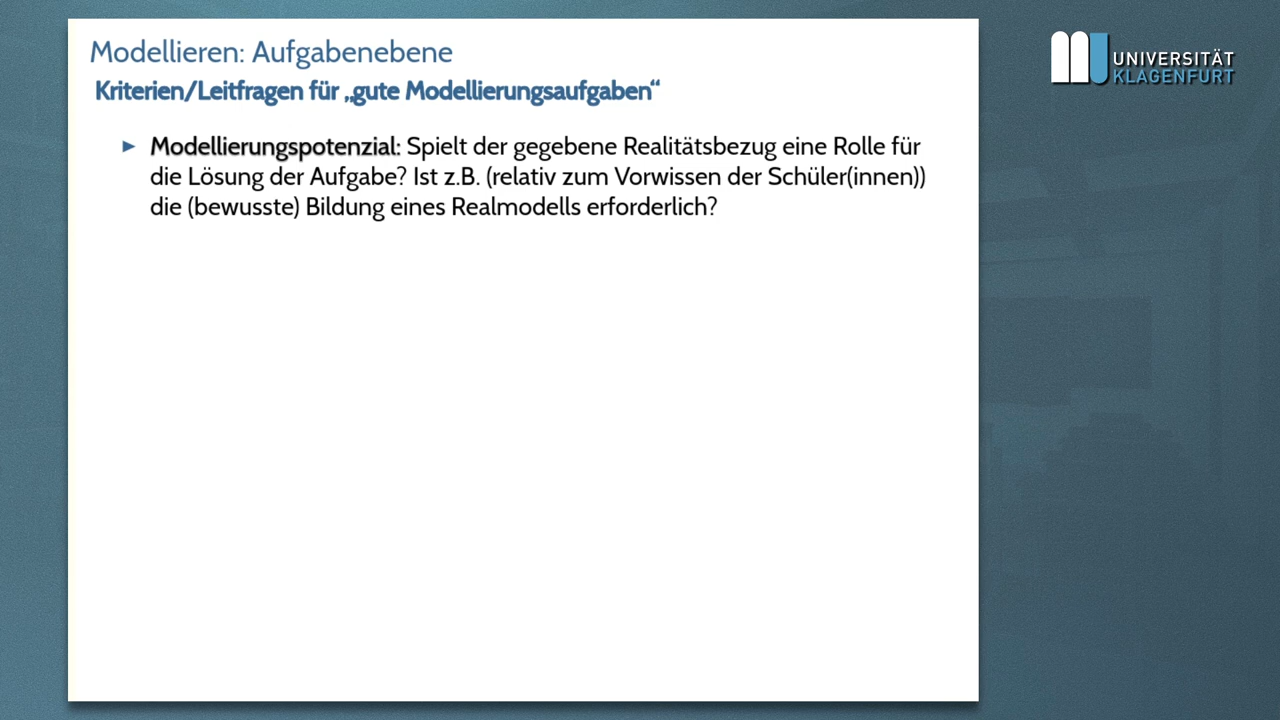 Modellieren: Aufgabenebene
Kriterien/Leitfragen für „gute Modellierungsaufgaben“
► Modellierungspotenzial: Spielt der gegebene Realitätsbezug eine Rolle für
die Lösung der Aufgabe? Ist z.B. (relativ zum Vorwissen der Schüler(innen))
die (bewusste) Bildung eines Realmodells erforderlich?
UNIVERSITÄT
KLAGENFURT